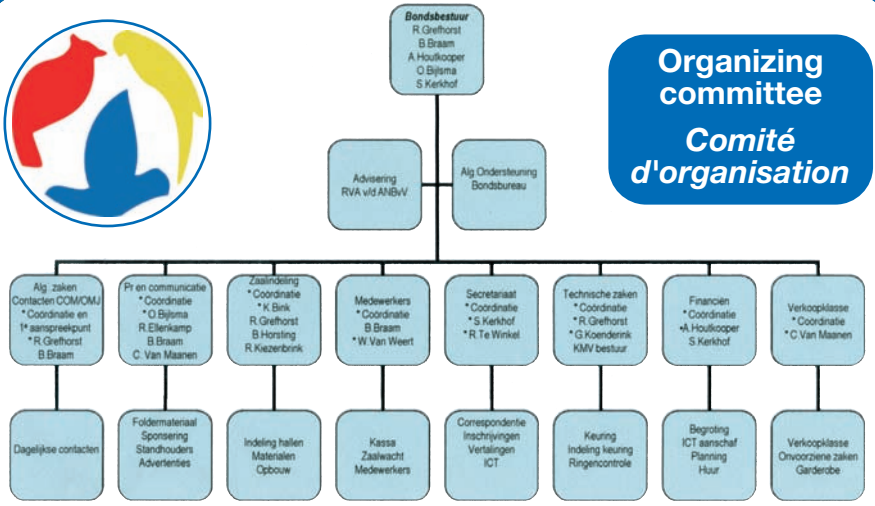 Bondsbestuur
R.Grefhorst
B.Braam
A.Houtkooper
O.Bijlsma
S.Kerkhof
Organizing
committee
Comité
d'organisation
Advisering
RVA v/d ANBvV
Alg.Ondersteuning
Bondsbureau
Alg. zaken
Contacten COM/OMJ
* Coördinatie en
1ª aanspreekpunt
* R.Grefhorst
B.Braam
Pr en communicatie
* Coördinatie
* O.Bijlsma
R.Ellenkamp
B.Braam
C. Van Maanen
Zaalindeling
* Coördinatie
* K.Bink
R.Grefhorst
B.Horsting
R.Kiezenbrink
Medewerkers
* Coördinatie
B.Braam
* W.Van Weert
Secretariaat
* Coördinatie
* S.Kerkhof
* R.Te Winkel
Technische zaken
* Coördinatie
* R.Grefhorst
* G.Koenderink
KMV bestuur
Financiën
* Coördinatie
*A.Houtkooper
S.Kerkhof
Verkoopklasse
* Coördinatie
* C.Van Maanen
Dagelijkse contacten
Foldermateriaal
Sponsering
Standhouders
Advertenties
Indeling hallen
Materialen
Opbouw
Kassa
Zaalwacht
Medewerkers
Correspondentie
Inschrijvingen
Vertalingen
ICT
Keuring
Indeling keuring
Ringencontrole
Begroting
ICT aanschaf
Planning
Huur
Verkoopklasse
Onvoorziene zaken
Garderobe